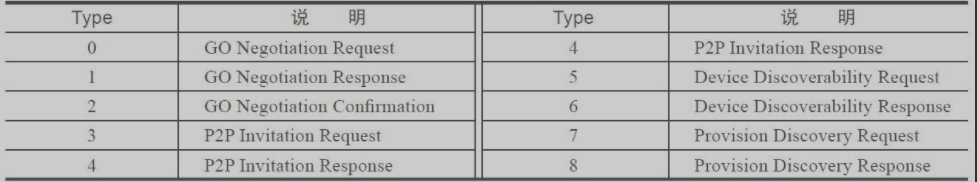 Type 说 明 Type 说 明
0 GO Negotiation Request 4 P2P Invitation Response
1 GO Negotiation Response 5 Device Discoverability Request
2 GO Negotiation Confirmation 6 Device Discoverability Response
3 P2P Invitation Request 7 Provision Discovery Request
4 P2P Invitation Response 8 Provision Discovery Response